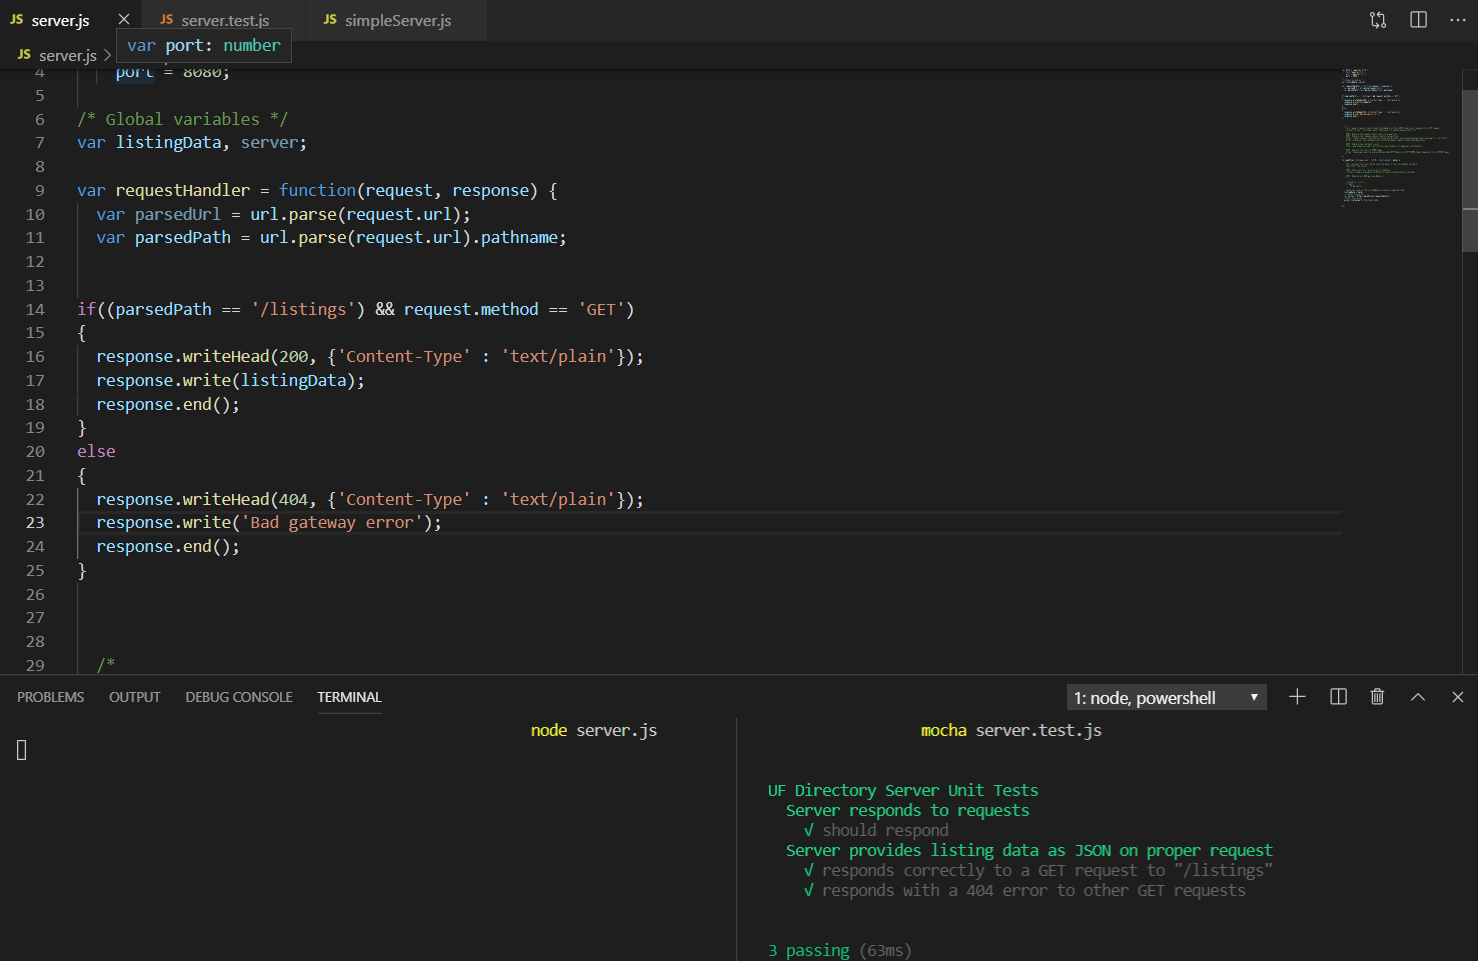 JS server.js × JS server.test.js JS simpleServer.js
JS server.js >
var port: number
4 port = 8080;
5
6 /* Global variables */
7 var listingData, server;
8
9 var requestHandler = function(request, response) {
10 var parsedUrl = url.parse(request.url);
11 var parsedPath = url.parse(request.url).pathname;
12
13
14 if((parsedPath == '/listings') && request.method == 'GET')
15 {
16 response.writeHead(200, {'Content-Type' : 'text/plain'});
17 response.write(listingData);
18 response.end();
19 }
20 else
21 {
22 response.writeHead(404, {'Content-Type' : 'text/plain'});
23 response.write('Bad gateway error');
24 response.end();
25 }
26
27
28
29 /*
PROBLEMS OUTPUT DEBUG CONSOLE TERMINAL 1: node, powershell
node server.js
mocha server.test.js
UF Directory Server Unit Tests
Server responds to requests
√ should respond
Server provides listing data as JSON on proper request
√ responds correctly to a GET request to "/listings"
√ responds with a 404 error to other GET requests
3 passing (63ms)